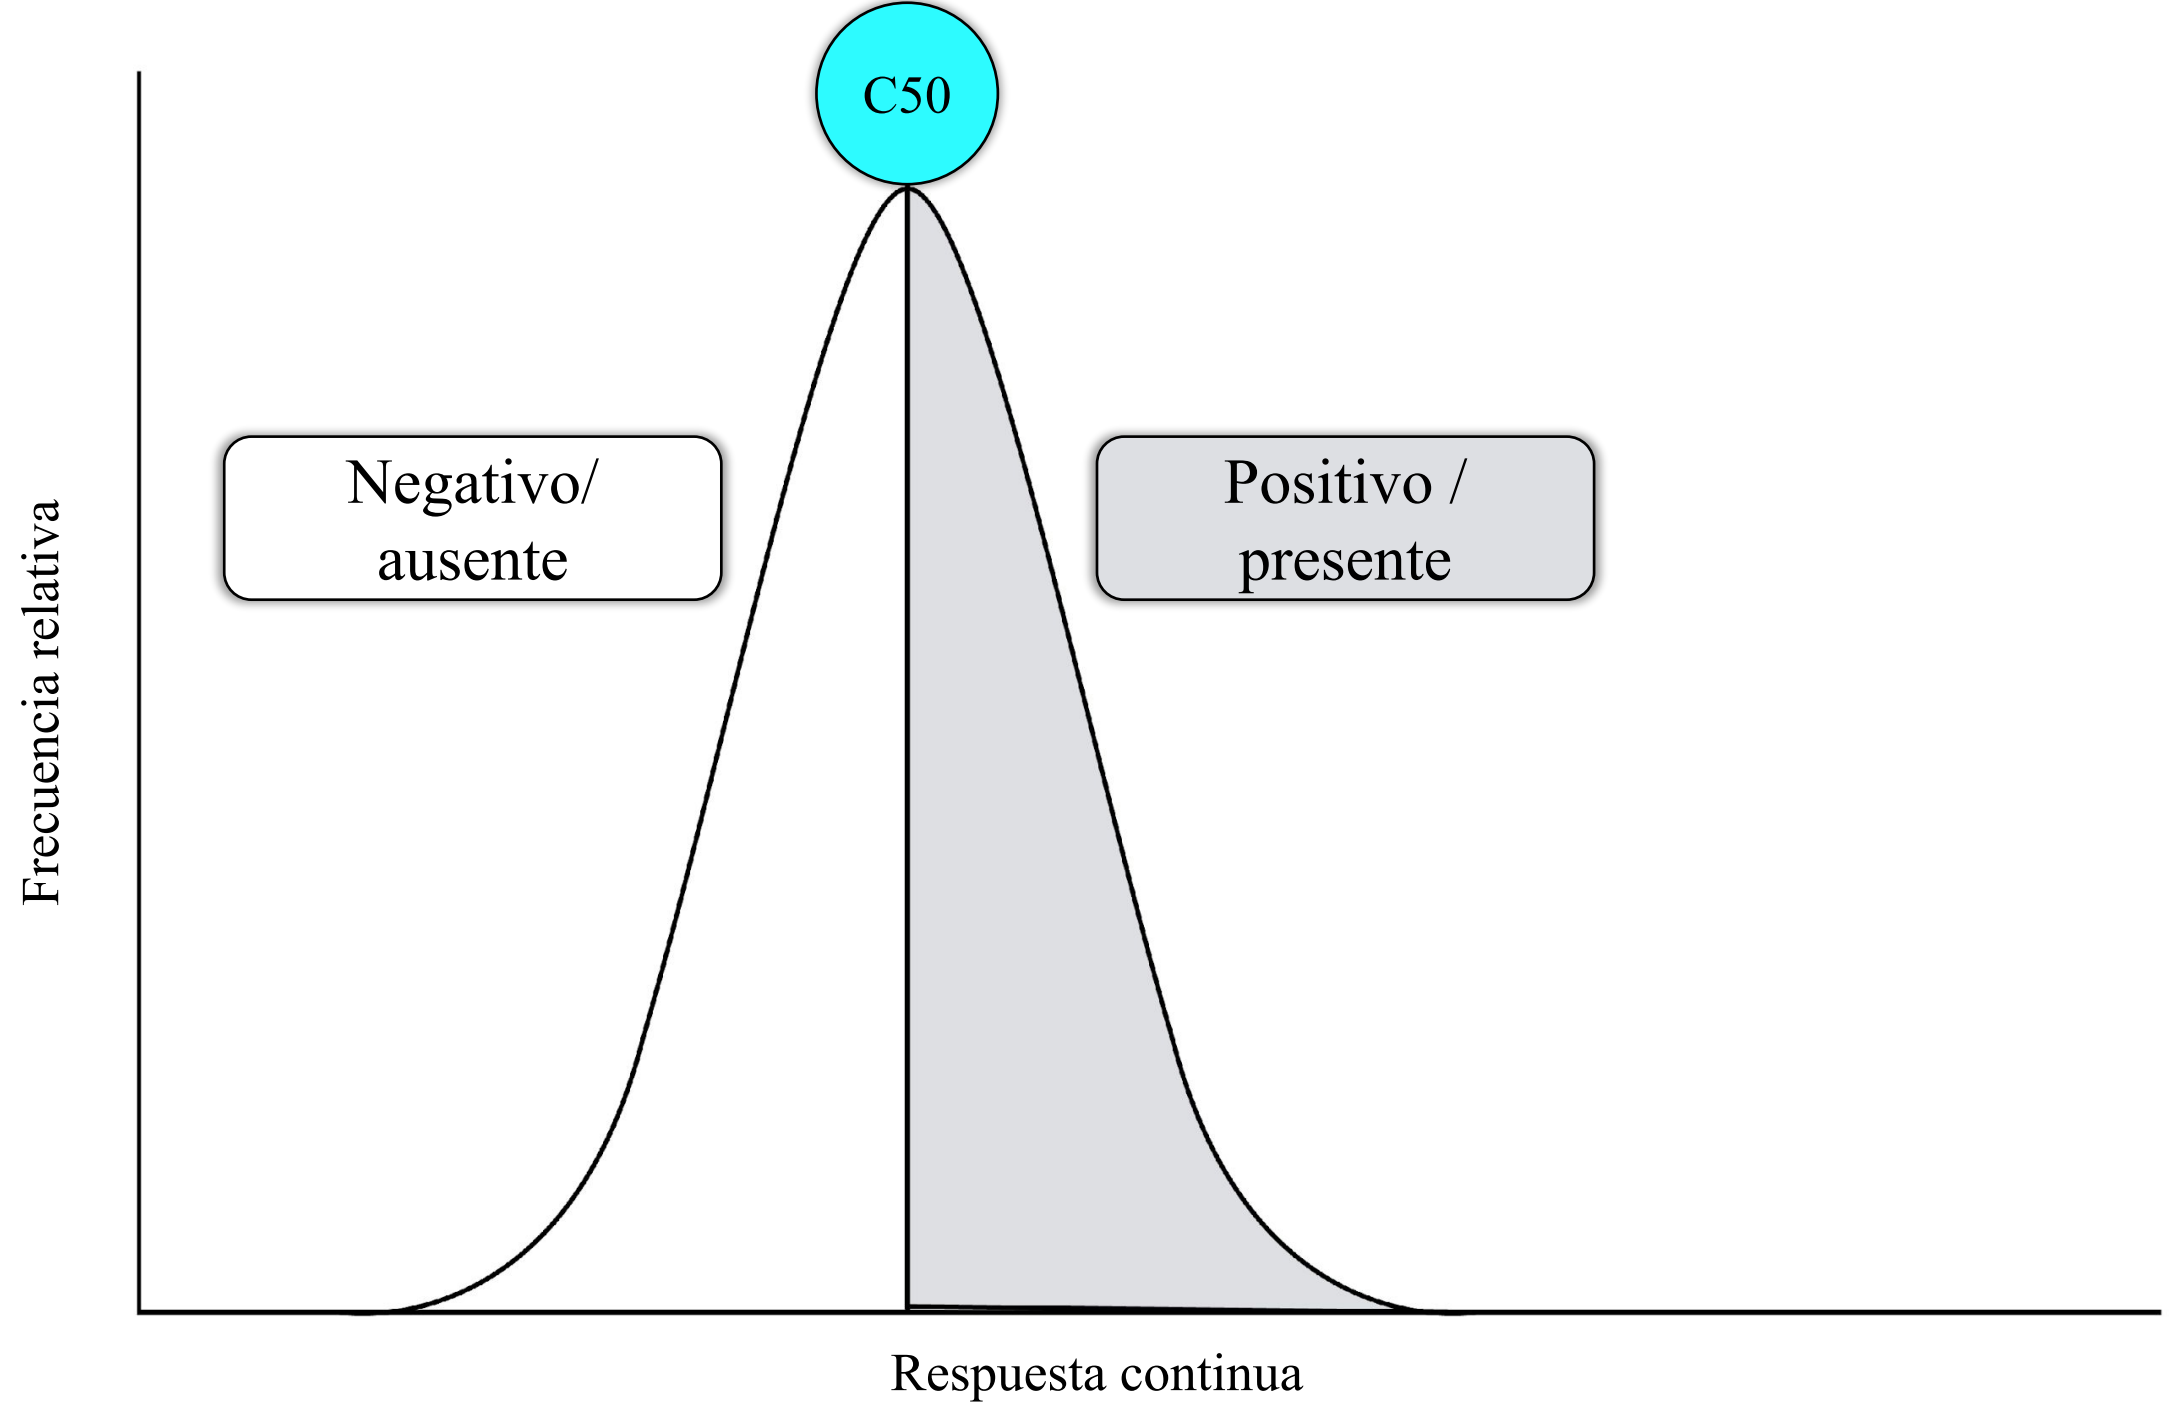 C50
Negativo/
ausente
Positivo /
presente
Frecuencia relativa
Respuesta continua